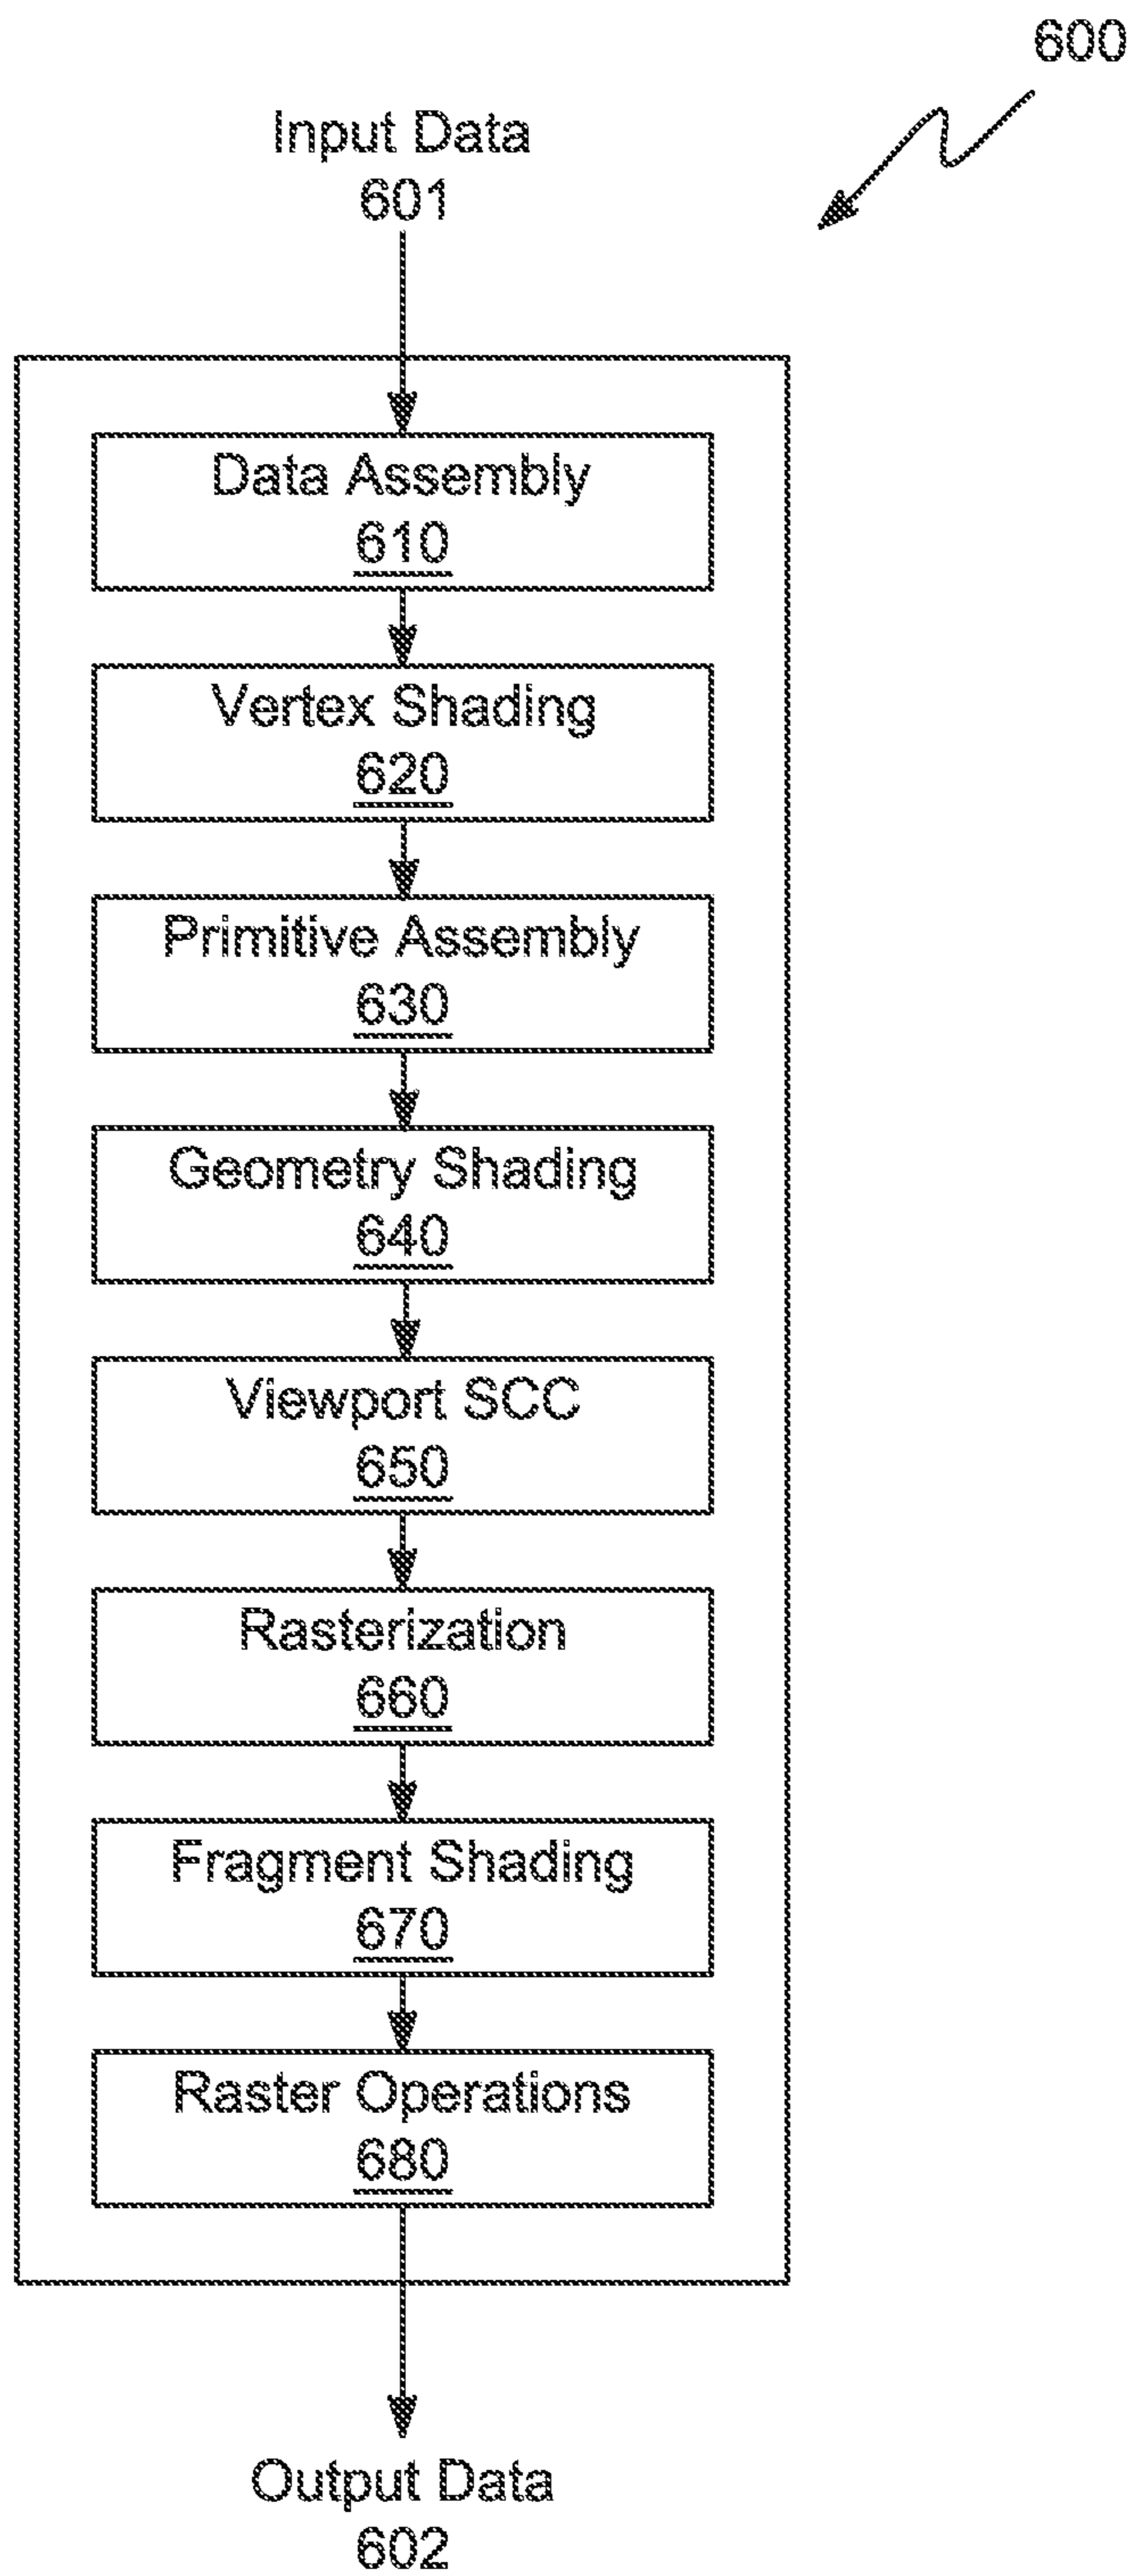 600
Input Data
601
Data Assembly
610
Vertex Shading
620
Primitive Assembly
630
Geometry Shading
640
Viewport SCC
650
Rasterization
660
Fragment Shading
670
Raster Operations
680
Output Data
602